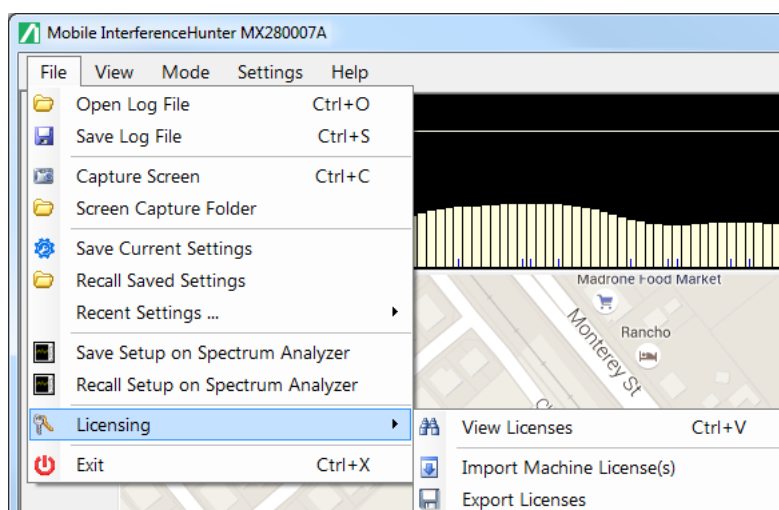 Mobile InterferenceHunter MX280007A
File View Mode Settings Help
Open Log File Ctrl+O
Save Log File Ctrl+S
Capture Screen Ctrl+C
Screen Capture Folder
Save Current Settings
Recall Saved Settings
Recent Settings ...
Save Setup on Spectrum Analyzer
Recall Setup on Spectrum Analyzer
Licensing
Exit Ctrl+X
View Licenses Ctrl+V
Import Machine License(s)
Export Licenses
Madrone Food Market
Rancho
Monterey St